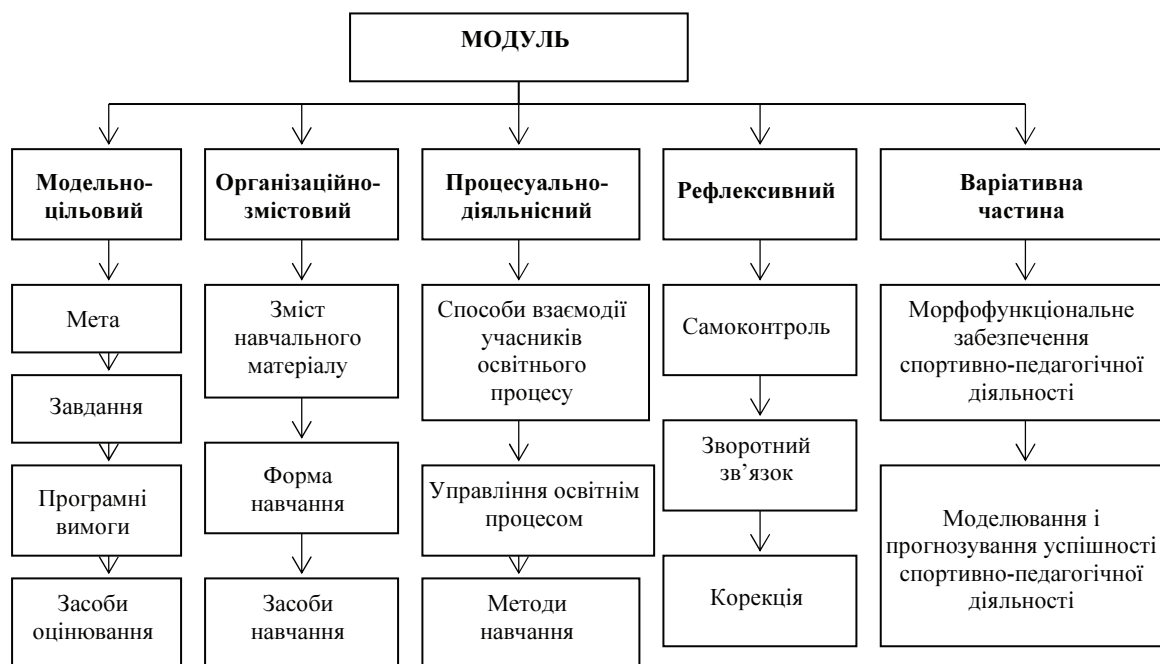 МОДУЛЬ
Модельно-
цільовий
Організаційно-
змістовий
Процесуально-
діяльнісний
Рефлексивний
Варіативна
частина
Мета
Завдання
Програмні
вимоги
Засоби
оцінювання
Зміст
навчального
матеріалу
Форма
навчання
Засоби
навчання
Способи взаємодії
учасників
освітнього
процесу
Управління освітнім
процесом
Методи
навчання
Самоконтроль
Зворотний
зв’язок
Корекція
Морфофункціональне
забезпечення
спортивно-педагогічної
діяльності
Моделювання і
прогнозування успішності
спортивно-педагогічної
діяльності